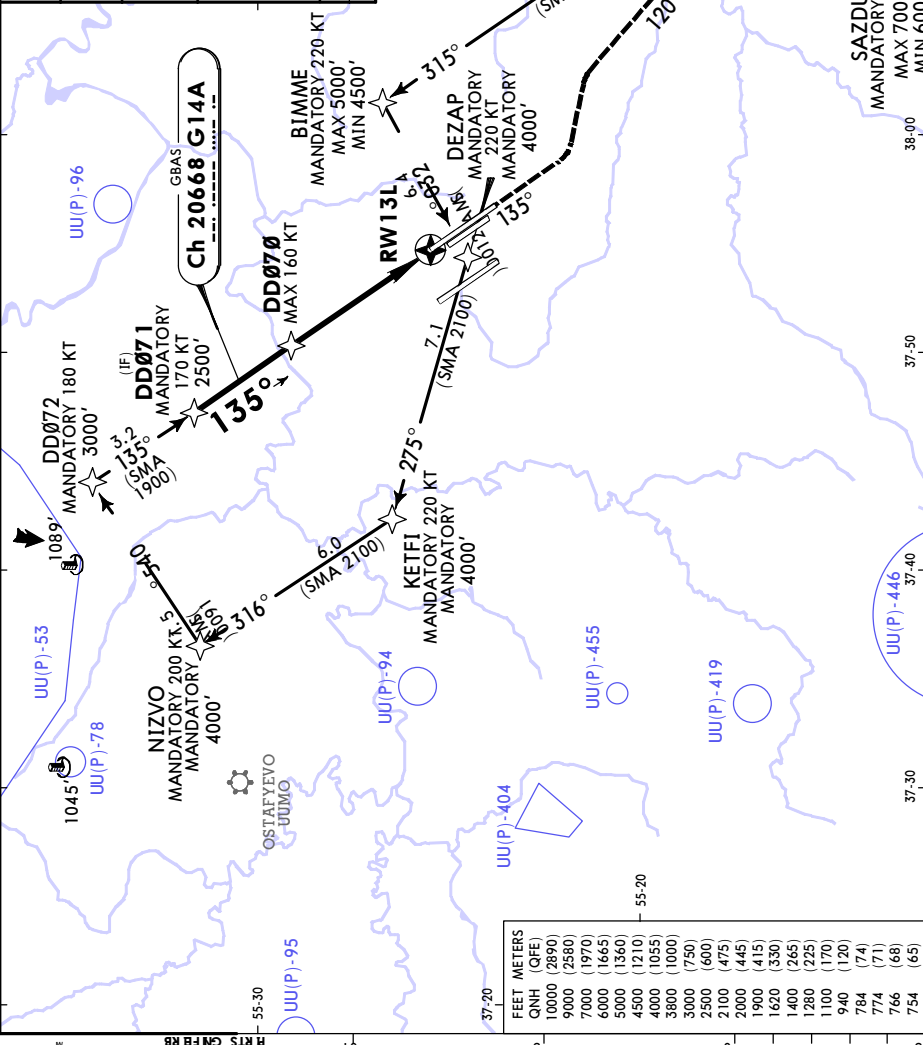 UU(P)-96
GBAS
Ch 20668 G14A
BIMME
MANDATORY 220 KT
MAX 5000'
MIN 4500'
315°
120
SAZDU
MANDATORY
MAX 700
MIN 600
DEZAP
MANDATORY
220 KT
MANDATORY
4000'
RW13L
135°
DDØ7Ø
MAX 160 KT
(IF)
DDØ71
MANDATORY
170 KT
2500'
135°
DDØ72
MANDATORY 180 KT
3000'
3.2
135°
(SMA
1900)
1089'
UU(P)-53
7.1
(SMA 2100)
275°
KETFI
MANDATORY 220 KT
MANDATORY
4000'
6.0
(SMA 2100)
316°
NIZVO
MANDATORY 200 KT
MANDATORY
4000'
1045'
UU(P)-78
OSTAFYEVO
UUMO
UU(P)-94
UU(P)-455
UU(P)-419
UU(P)-446
UU(P)-404
UU(P)-95
55-30
55-20
37-20
37-30
37-40
37-50
38-00
FEET METERS
QNH (QFE)
10000 (2890)
9000 (2580)
7000 (1970)
6000 (1665)
5000 (1360)
4500 (1210)
4000 (1055)
3800 (1000)
3000 (750)
2500 (600)
2100 (475)
2000 (445)
1900 (415)
1620 (330)
1400 (265)
1280 (225)
1100 (170)
940 (120)
784 (74)
774 (71)
766 (68)
754 (65)